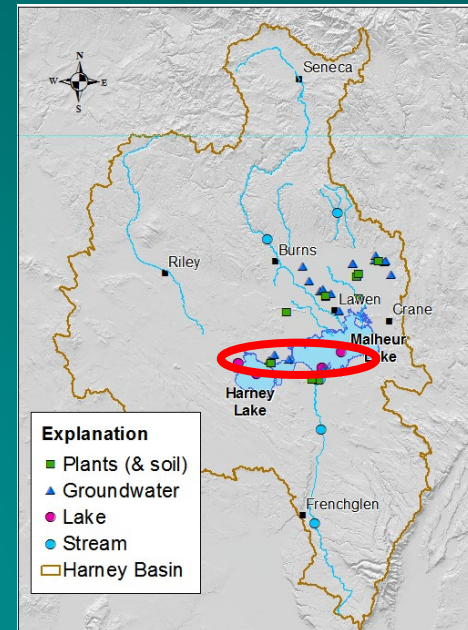 N
W E
S
Seneca
Burns
Riley
Lawen
Crane
Malheur
Lake
Harney
Lake
Frenchglen
Explanation
Plants (& soil)
Groundwater
Lake
Stream
Harney Basin